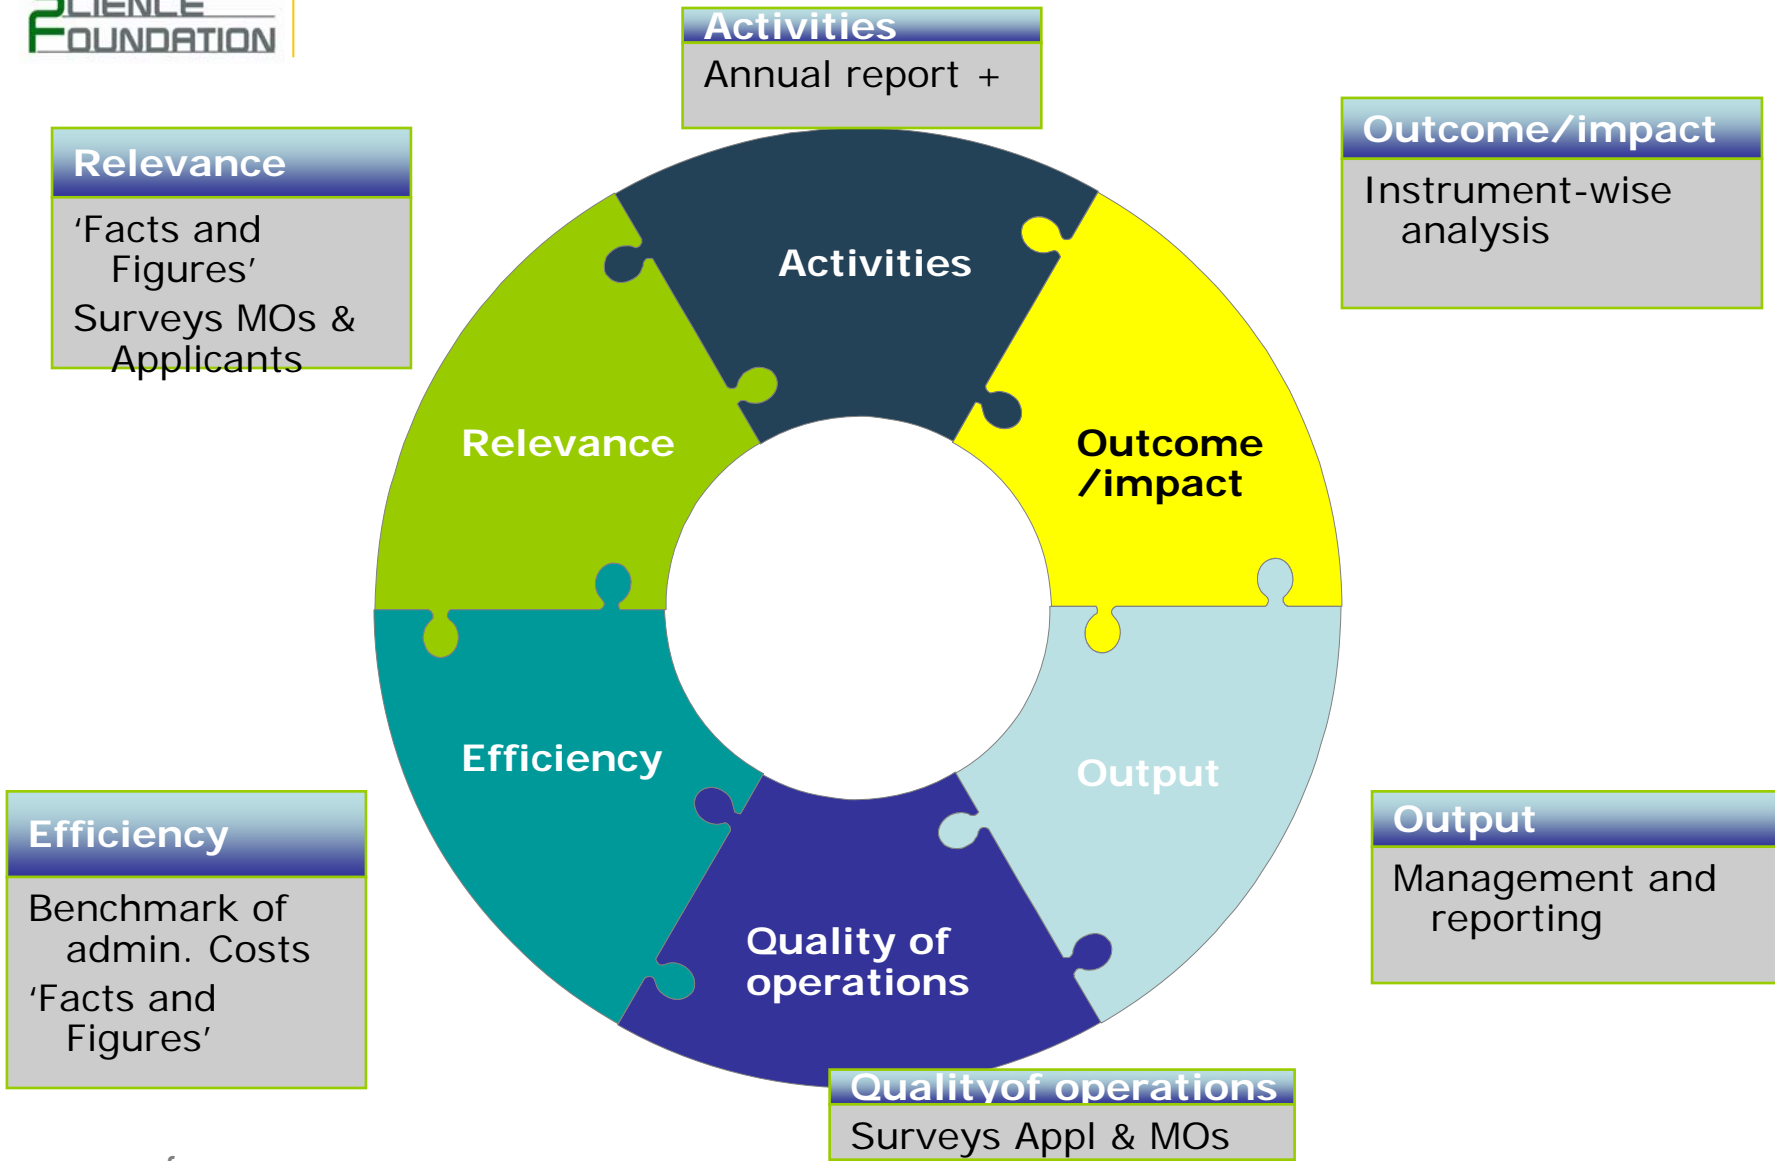 SCIENCE
FOUNDATION
Activities
Annual report +
Relevance
‘Facts and
Figures’
Surveys MOs &
Applicants
Outcome/impact
Instrument-wise
analysis
Activities
Relevance
Outcome
/impact
Efficiency
Output
Quality of
operations
Efficiency
Benchmark of
admin. Costs
‘Facts and
Figures’
Output
Management and
reporting
Qualityof operations
Surveys Appl & MOs